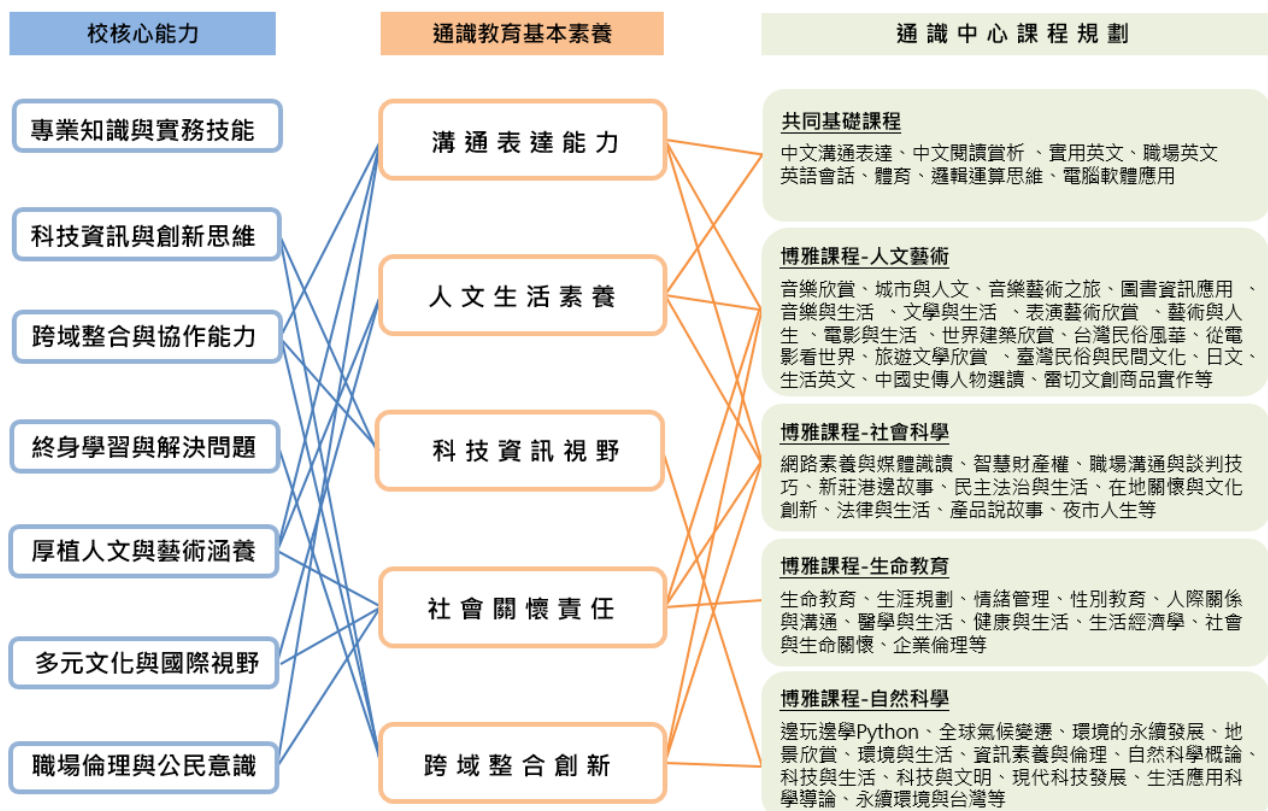 校核心能力
通識教育基本素養
通識中心課程規劃
專業知識與實務技能
科技資訊與創新思維
跨域整合與協作能力
終身學習與解決問題
厚植人文與藝術涵養
多元文化與國際視野
職場倫理與公民意識
溝通表達能力
人文生活素養
科技資訊視野
社會關懷責任
跨域整合創新
共同基礎課程
中文溝通表達、中文閱讀賞析 、實用英文、職場英文
英語會話、體育、邏輯運算思維、電腦軟體應用
博雅課程-人文藝術
音樂欣賞、城市與人文、音樂藝術之旅、圖書資訊應用 、
音樂與生活 、文學與生活 、表演藝術欣賞 、藝術與人
生 、電影與生活 、世界建築欣賞、台灣民俗風華、從電
影看世界、旅遊文學欣賞 、臺灣民俗與民間文化、日文、
生活英文、中國史傳人物選讀、雷切文創商品實作等
博雅課程-社會科學
網路素養與媒體識讀、智慧財產權、職場溝通與談判技
巧、新莊港邊故事、民主法治與生活、在地關懷與文化
創新、法律與生活、產品說故事、夜市人生等
博雅課程-生命教育
生命教育、生涯規劃、情緒管理、性別教育、人際關係
與溝通、醫學與生活、健康與生活、生活經濟學、社會
與生命關懷、企業倫理等
博雅課程-自然科學
邊玩邊學Python、全球氣候變遷、環境的永續發展、地
景欣賞、環境與生活、資訊素養與倫理、自然科學概論、
科技與生活、科技與文明、現代科技發展、生活應用科
學導論、永續環境與台灣等